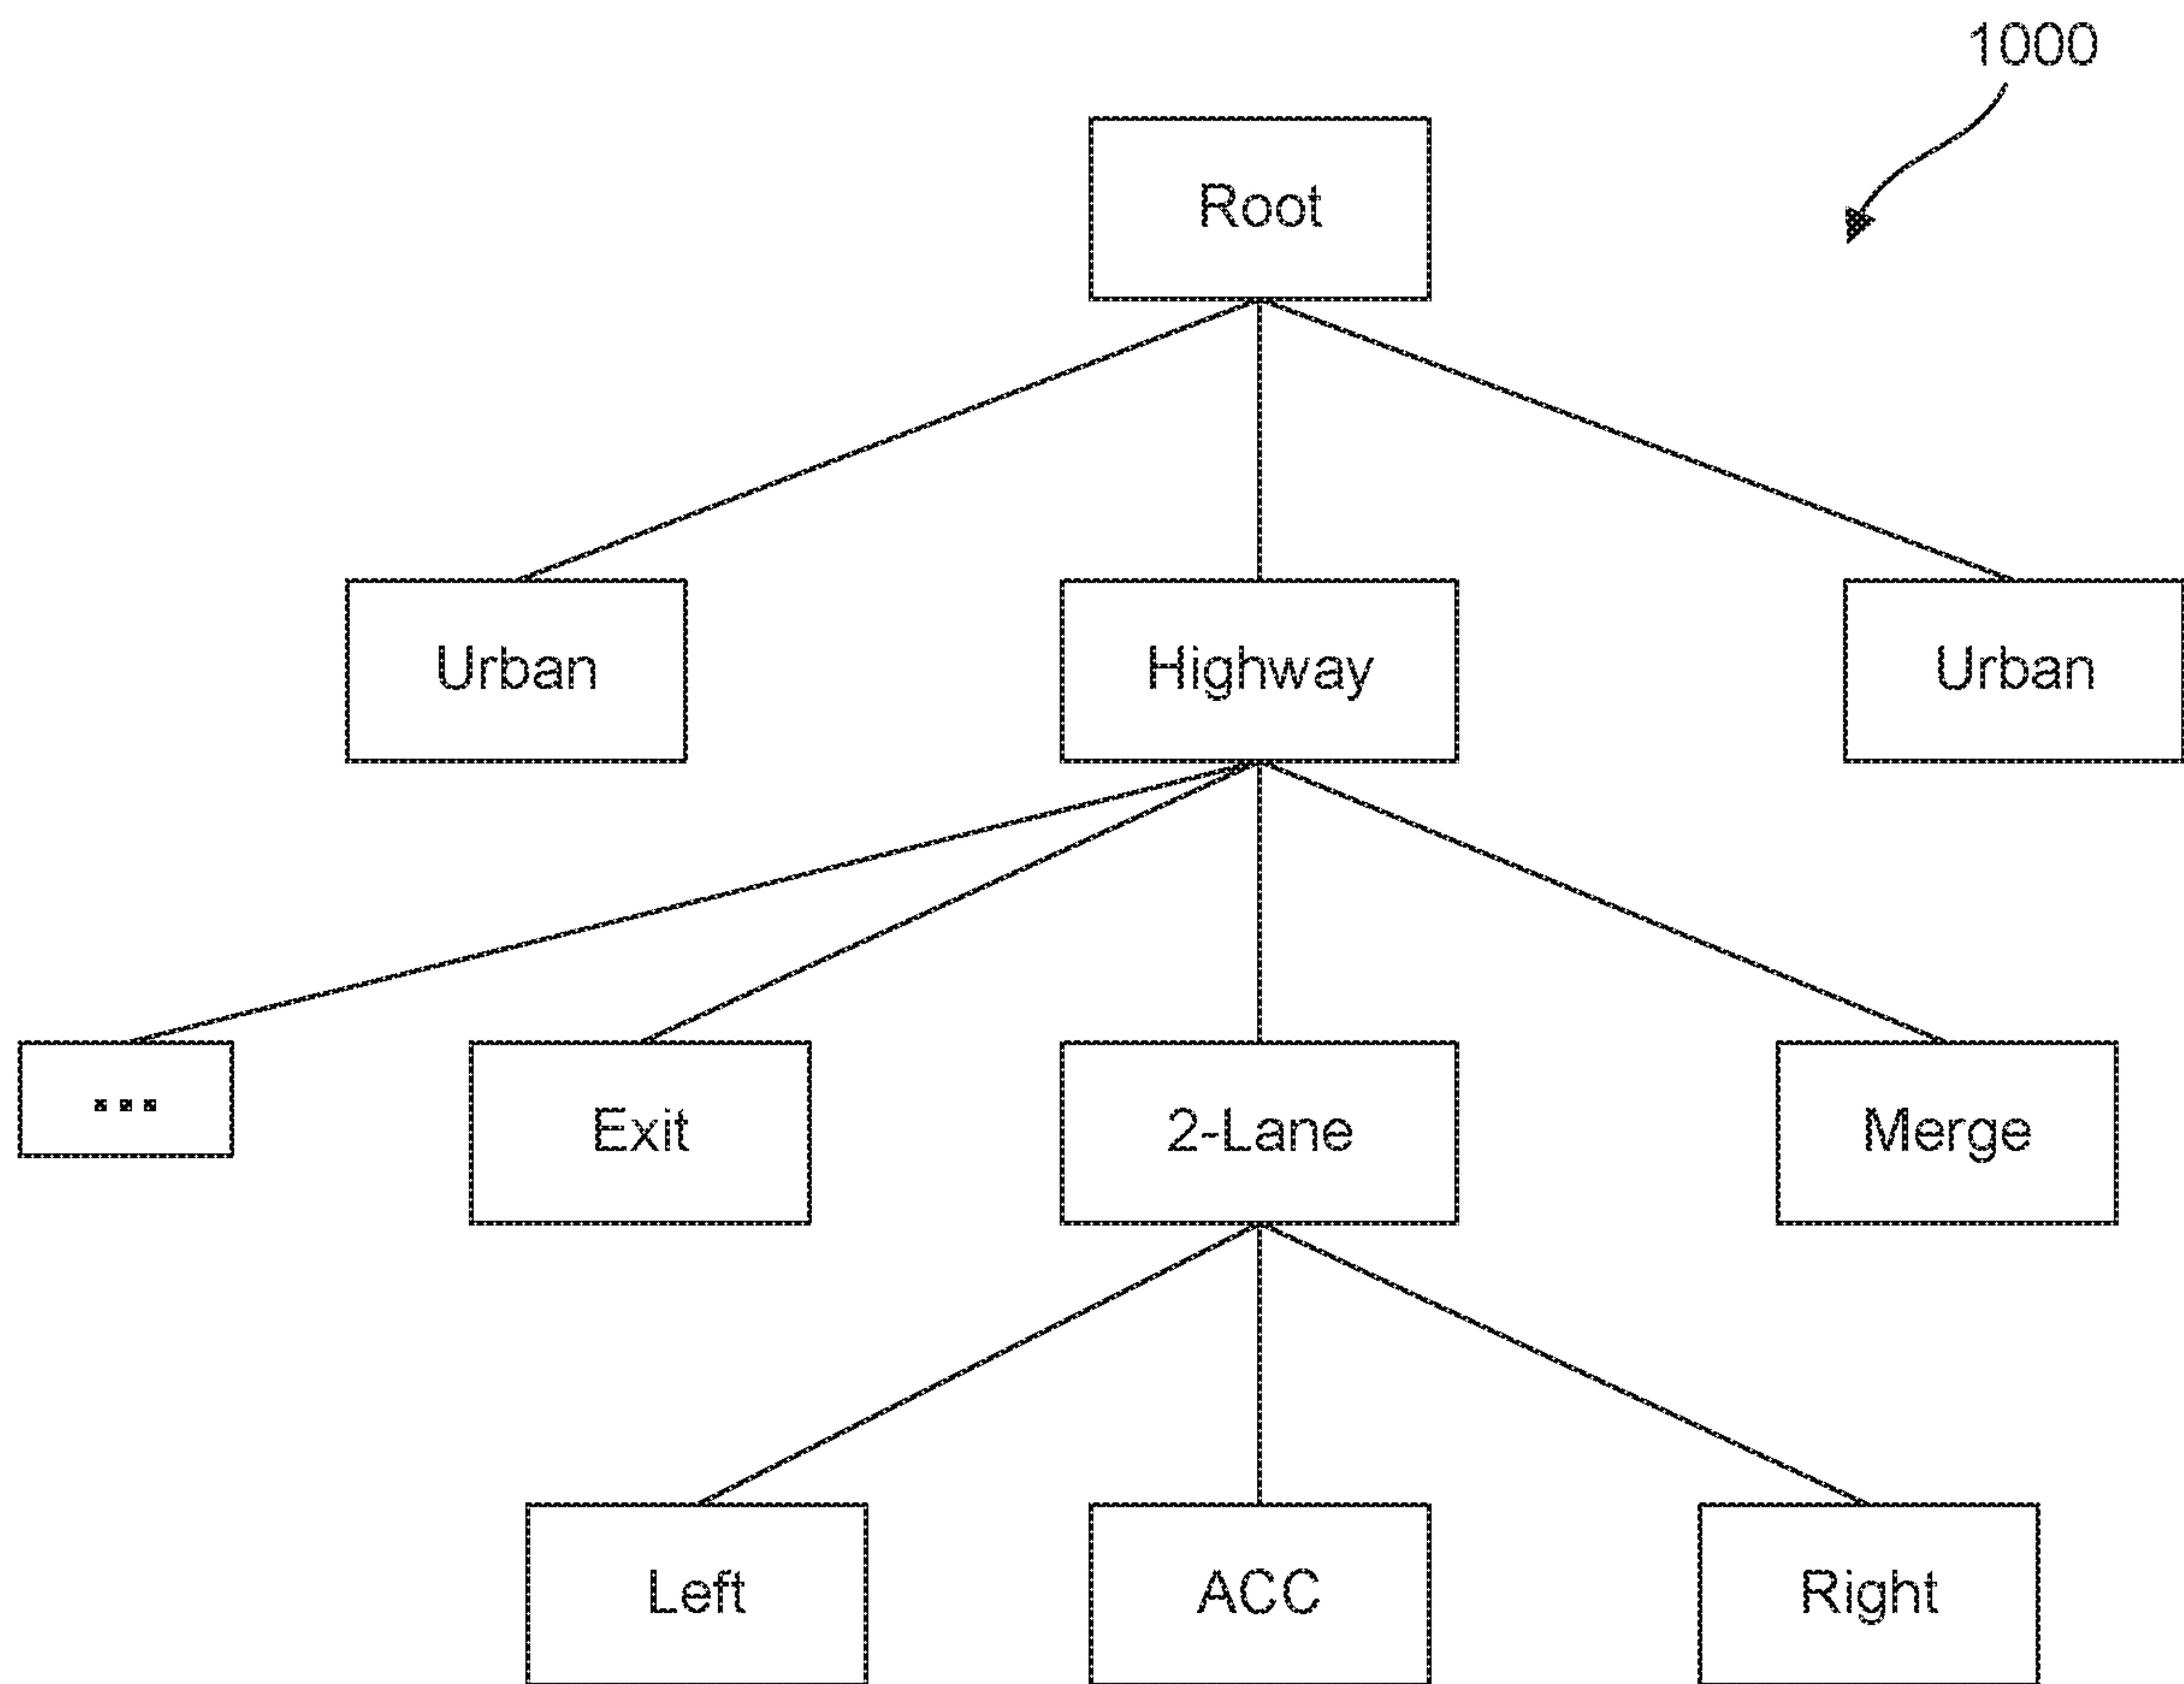 1000
Root
Urban
Highway
Urban
...
Exit
2-Lane
Merge
Left
ACC
Right